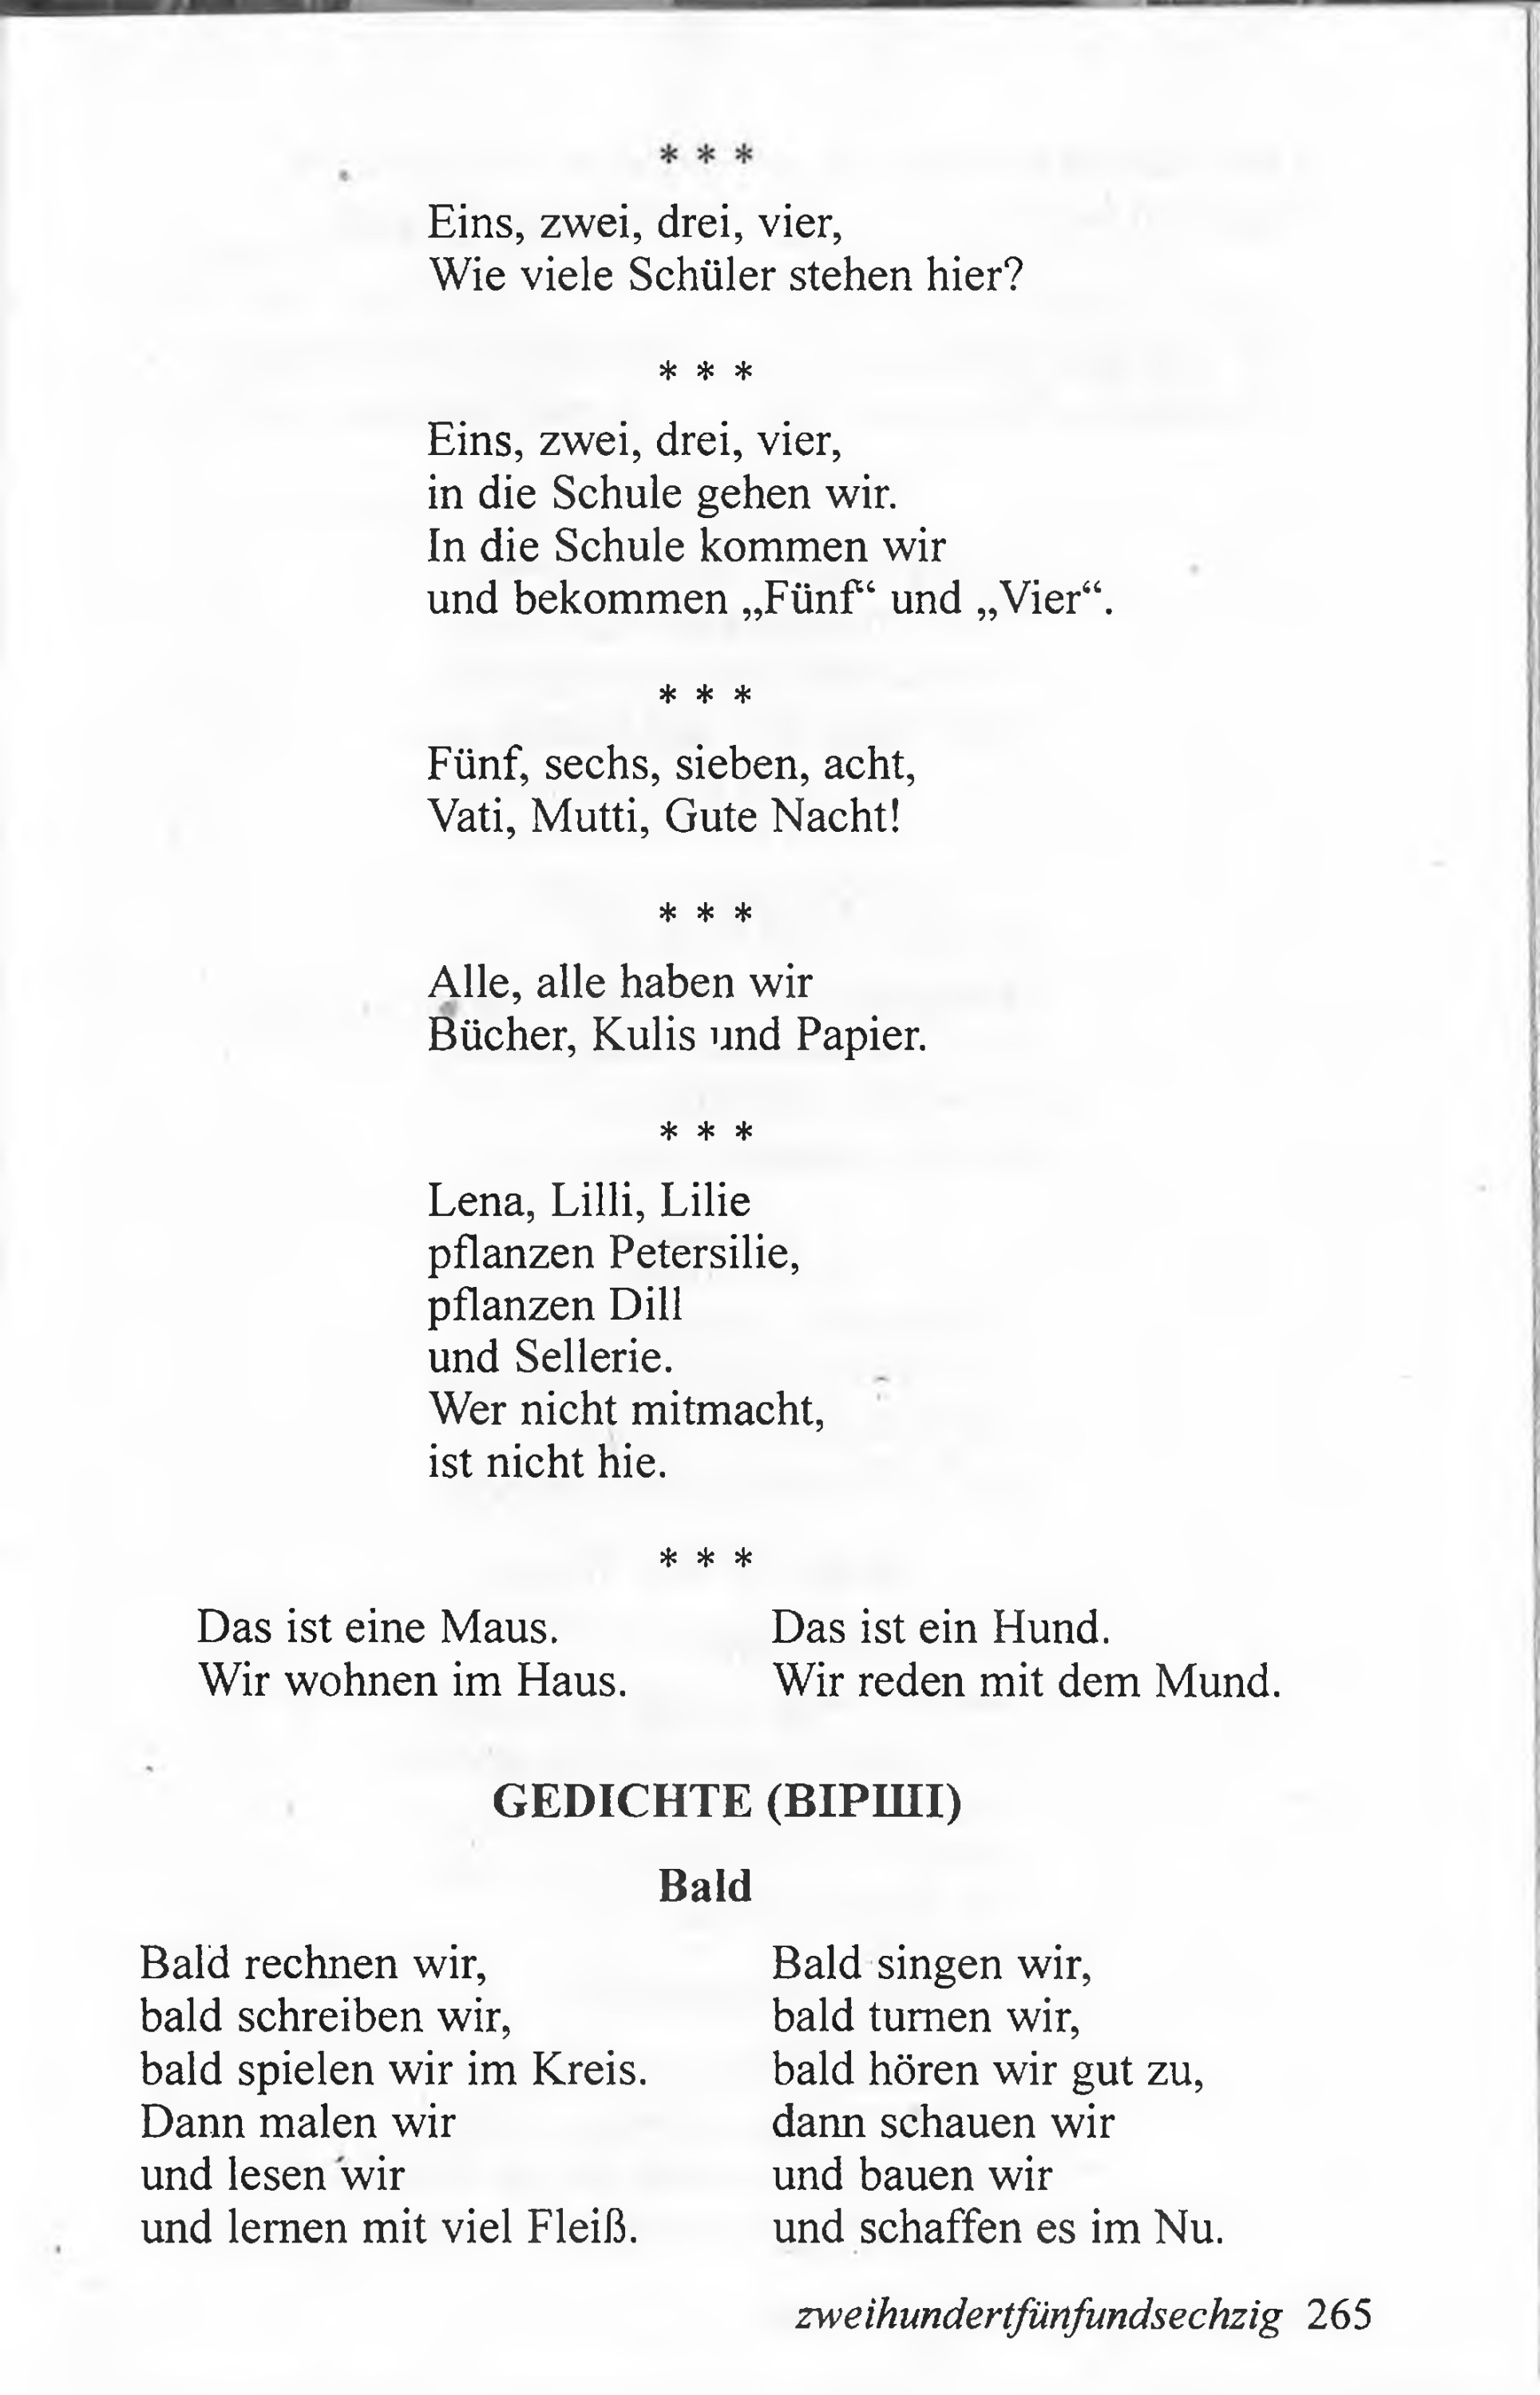 * * *
Eins, zwei, drei, vier,
Wie viele Schüler stehen hier?
* * *
Eins, zwei, drei, vier,
in die Schule gehen wir.
In die Schule kommen wir
und bekommen „Fünf“ und „Vier“.
* * *
Fünf, sechs, sieben, acht,
Vati, Mutti, Gute Nacht!
* * *
Alle, alle haben wir
Bücher, Kulis und Papier.
* * *
Lena, Lilli, Lilie
pflanzen Petersilie,
pflanzen Dill
und Sellerie.
Wer nicht mitmacht,
ist nicht hie.
* * *
Das ist eine Maus.
Wir wohnen im Haus.
Das ist ein Hund.
Wir reden mit dem Mund.
GEDICHTE (ВІРШІ)
Bald
Bald rechnen wir,
bald schreiben wir,
bald spielen wir im Kreis.
Dann malen wir
und lesen wir
und lernen mit viel Fleiß.
Bald singen wir,
bald turnen wir,
bald hören wir gut zu,
dann schauen wir
und bauen wir
und schaffen es im Nu.
zweihundertfünfundsechzig 265